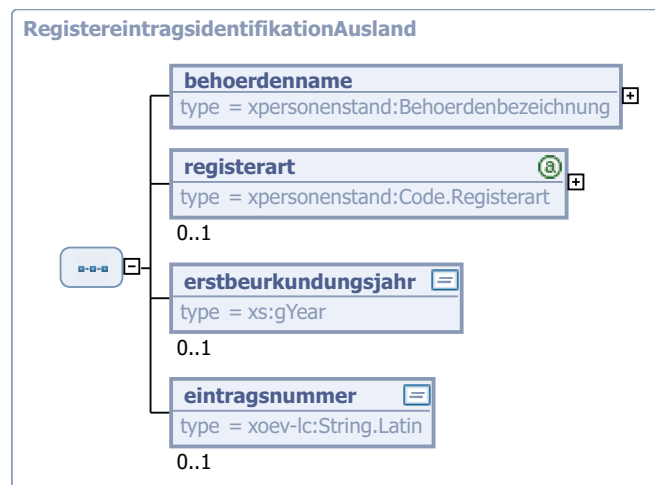 RegistereintragsidentifikationAusland
behoerdenname
type = xpersonenstand:Behoerdenbezeichnung
registerart
type = xpersonenstand:Code.Registerart
0..1
erstbeurkundungsjahr
type = xs:gYear
0..1
eintragsnummer
type = xoev-lc:String.Latin
0..1